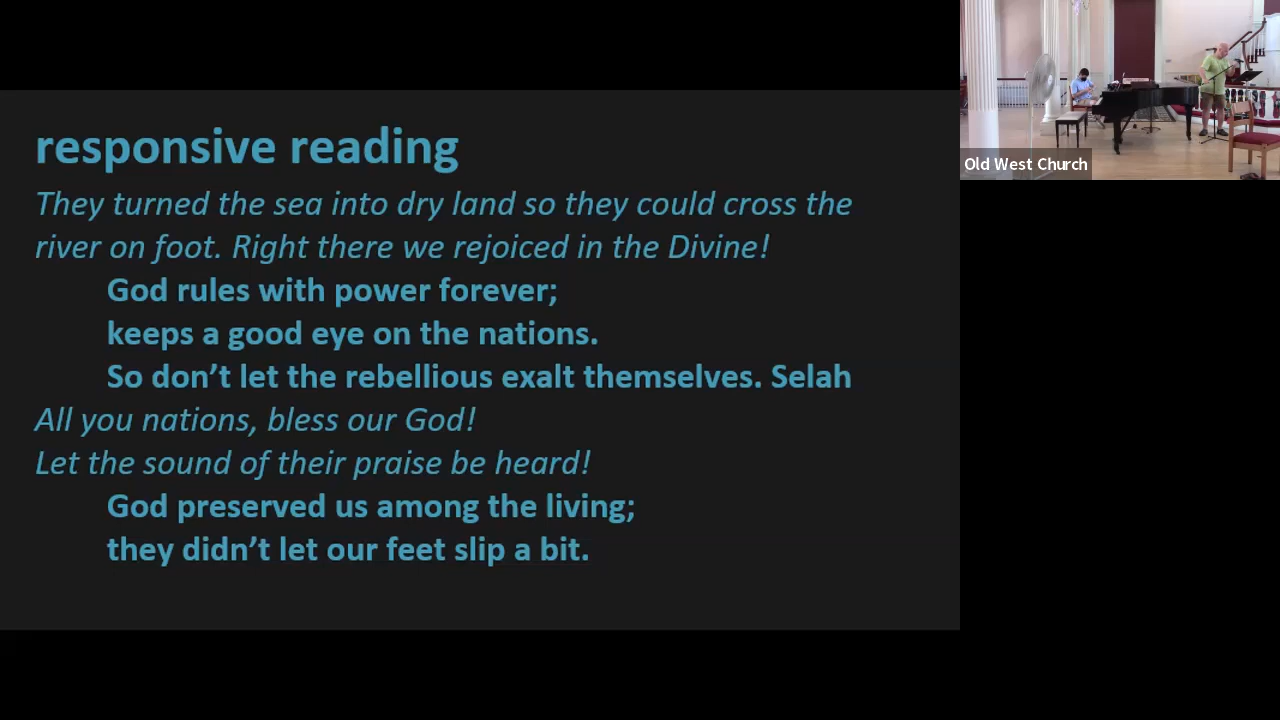 responsive reading
They turned the sea into dry land so they could cross the
river on foot. Right there we rejoiced in the Divine!
God rules with power forever;
keeps a good eye on the nations.
So don’t let the rebellious exalt themselves. Selah
All you nations, bless our God!
Let the sound of their praise be heard!
God preserved us among the living;
they didn’t let our feet slip a bit.
Old West Church